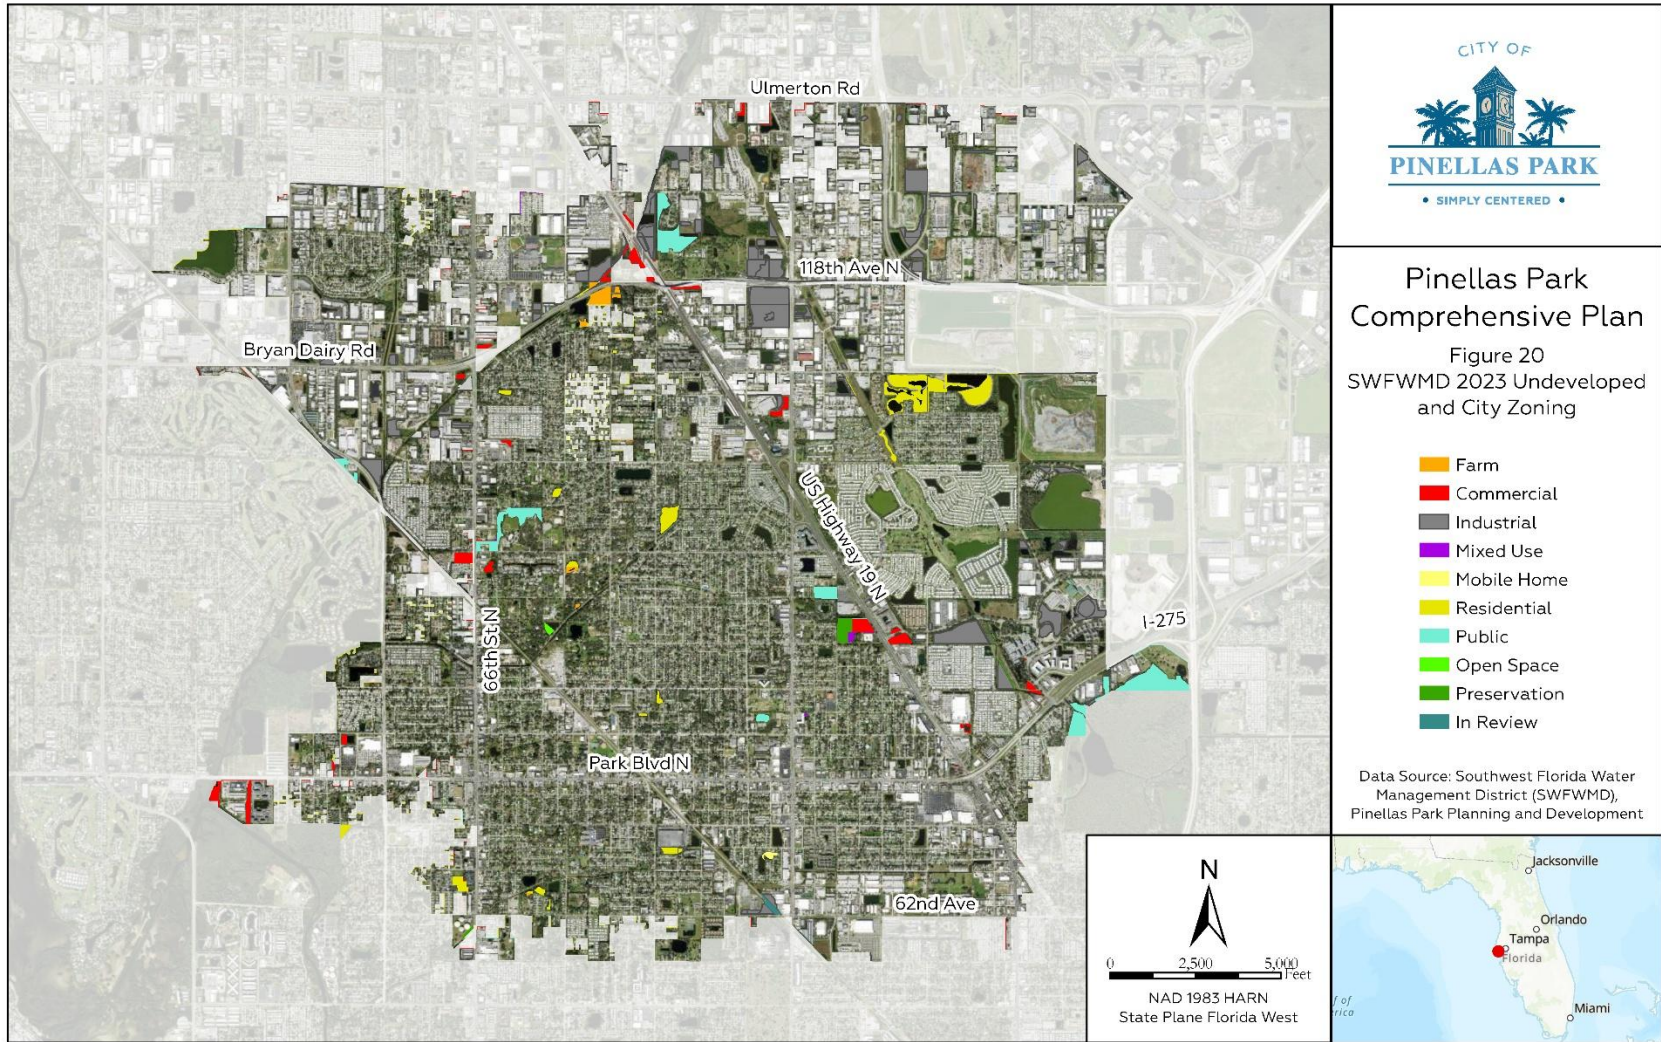 Ulmerton Rd
118th Ave N
Bryan Dairy Rd
US Highway 19 N
66th St N
I-275
Park Blvd N
62nd Ave
CITY OF
PINELLAS PARK
• SIMPLY CENTERED •
Pinellas Park
Comprehensive Plan
Figure 20
SWFWMD 2023 Undeveloped
and City Zoning
Farm
Commercial
Industrial
Mixed Use
Mobile Home
Residential
Public
Open Space
Preservation
In Review
Data Source: Southwest Florida Water
Management District (SWFWMD),
Pinellas Park Planning and Development
N
0 2,500 5,000
Feet
NAD 1983 HARN
State Plane Florida West
Jacksonville
Orlando
Tampa
Florida
Miami
f of
erica